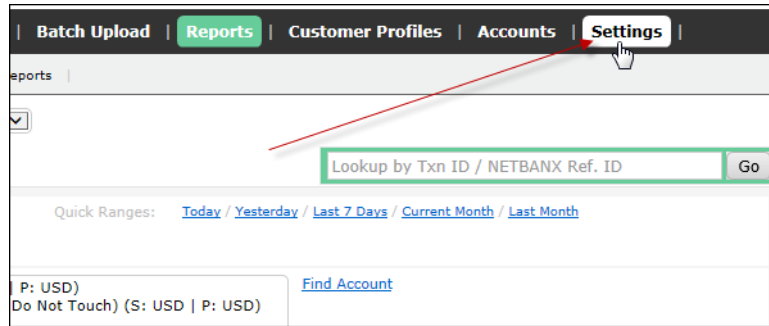 | Batch Upload | Reports | Customer Profiles | Accounts | Settings |
eports |
Lookup by Txn ID / NETBANX Ref. ID Go
Quick Ranges: Today / Yesterday / Last 7 Days / Current Month / Last Month
| P: USD) Find Account
Do Not Touch) (S: USD | P: USD)